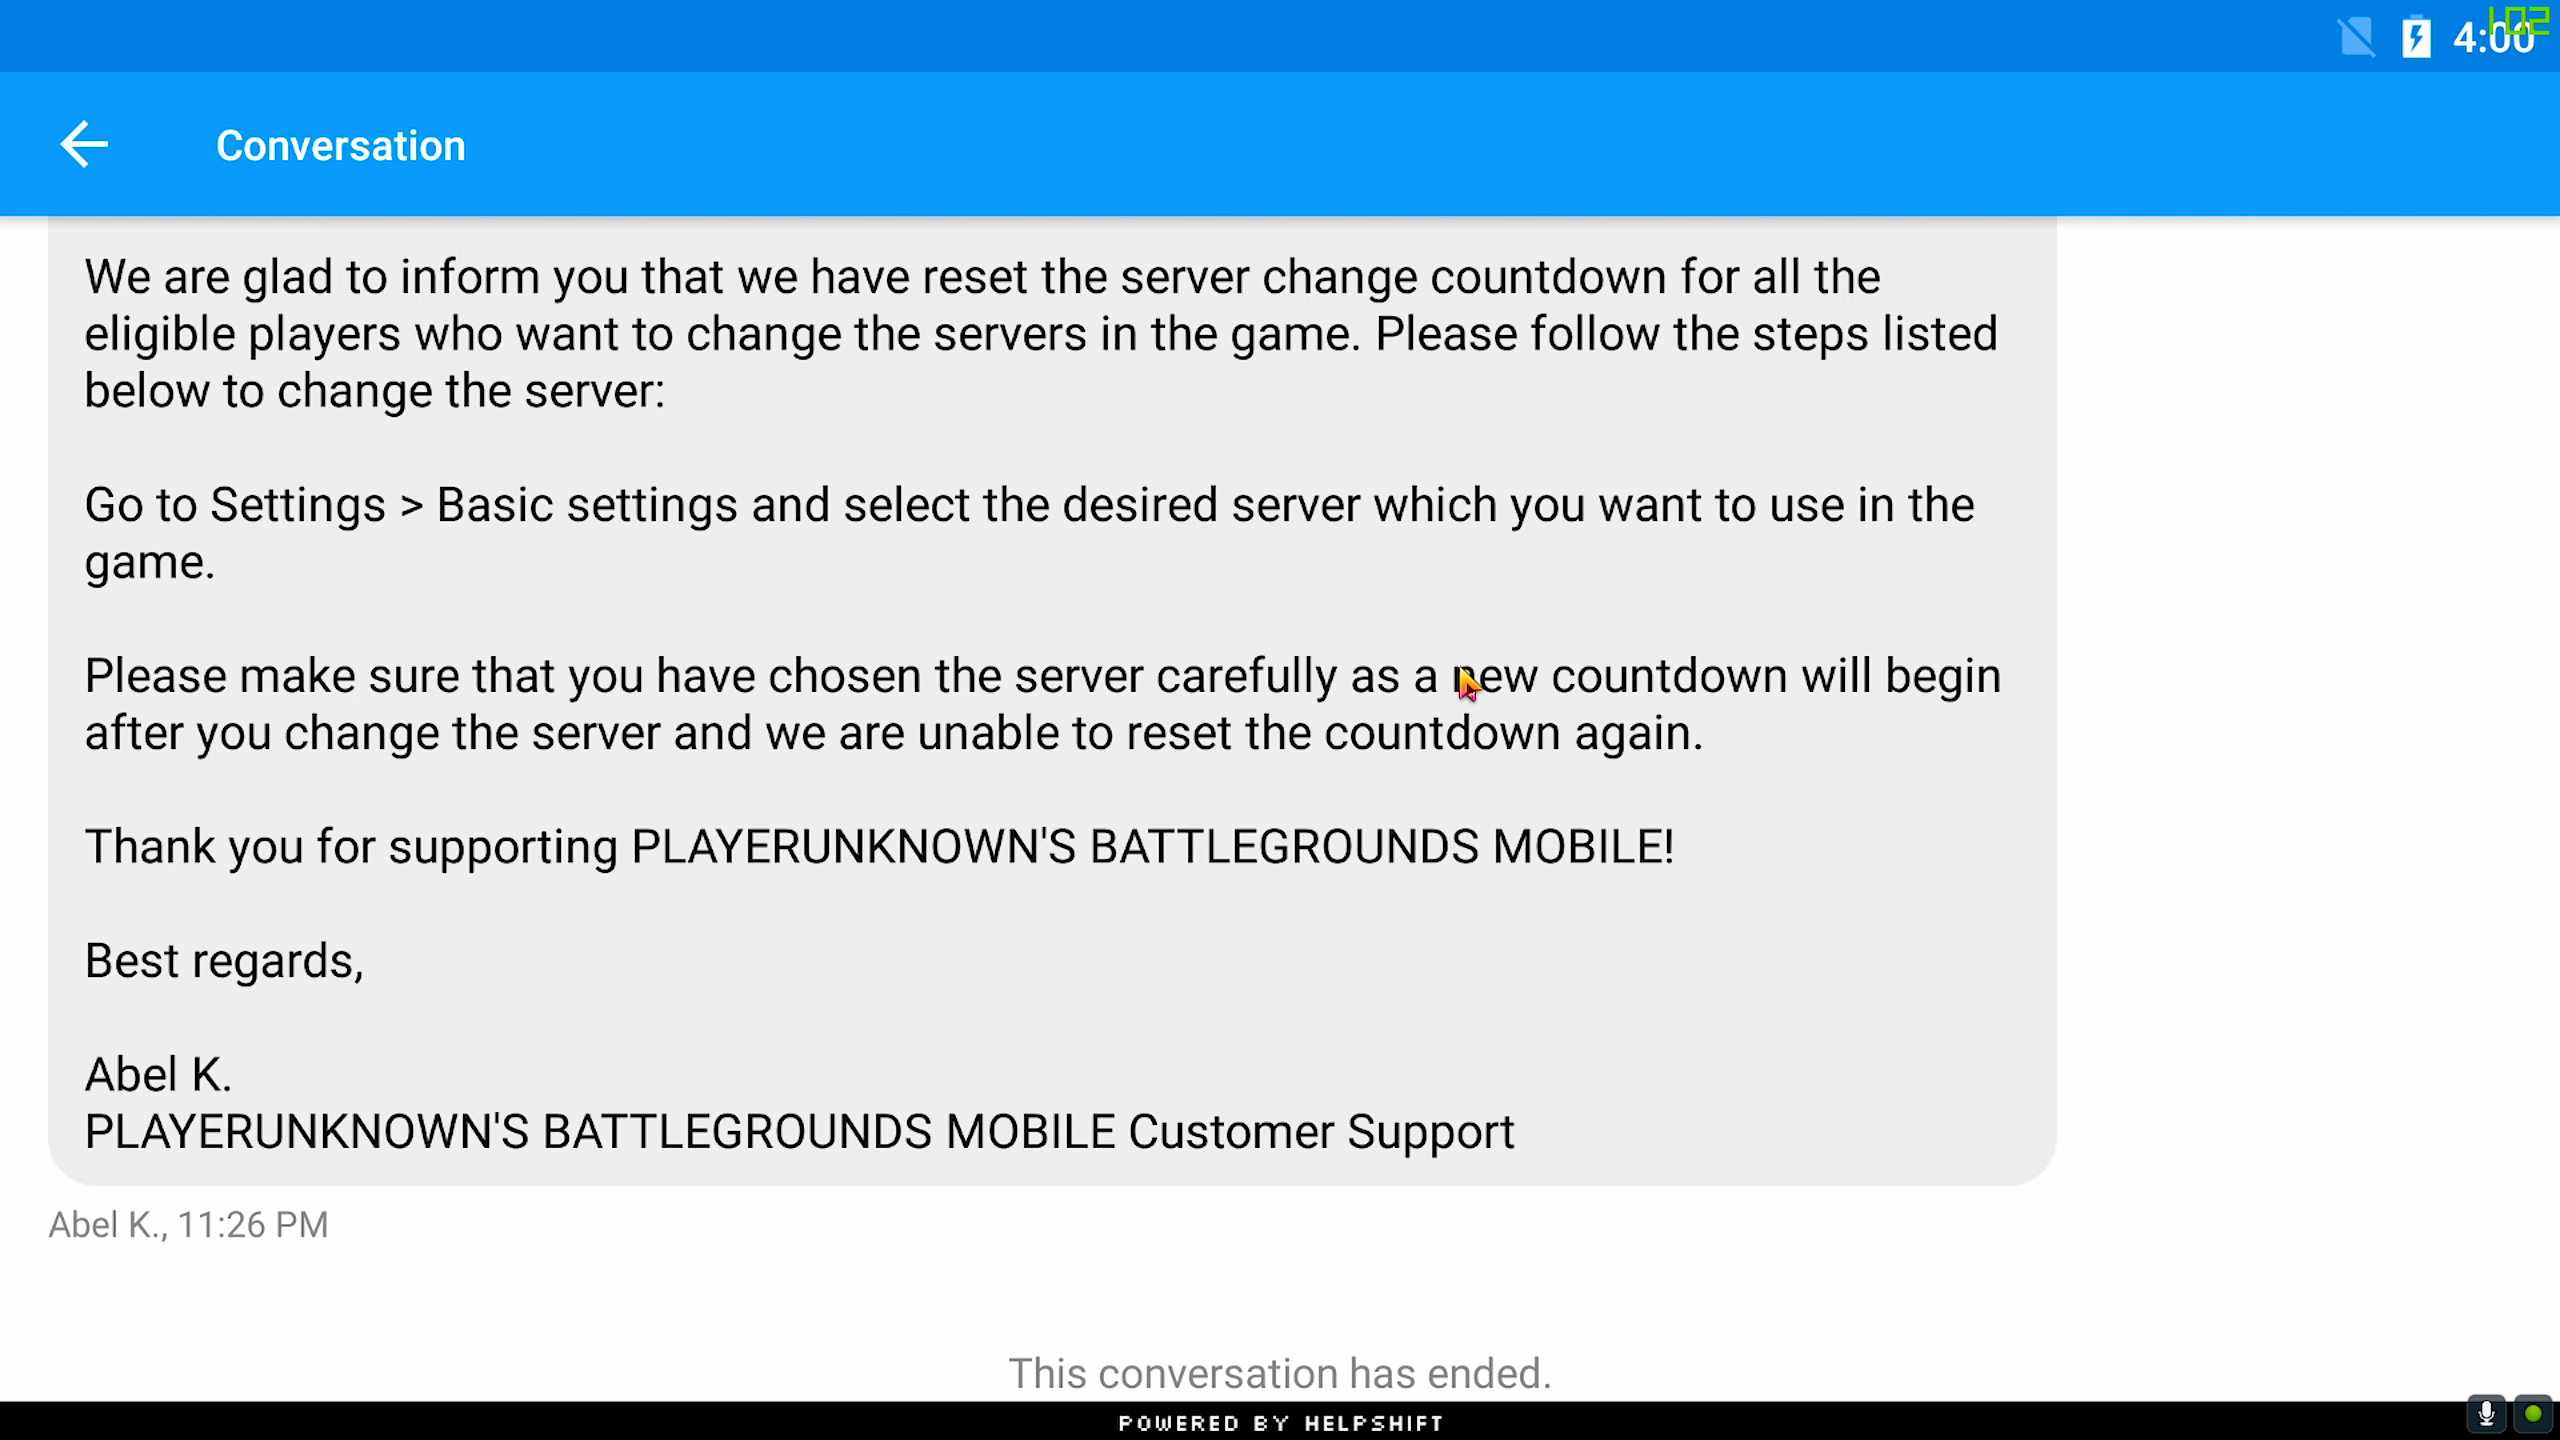 102
4:00
Conversation
We are glad to inform you that we have reset the server change countdown for all the
eligible players who want to change the servers in the game. Please follow the steps listed
below to change the server:
Go to Settings > Basic settings and select the desired server which you want to use in the
game.
Please make sure that you have chosen the server carefully as a new countdown will begin
after you change the server and we are unable to reset the countdown again.
Thank you for supporting PLAYERUNKNOWN'S BATTLEGROUNDS MOBILE!
Best regards,
Abel K.
PLAYERUNKNOWN'S BATTLEGROUNDS MOBILE Customer Support
Abel K., 11:26 PM
This conversation has ended.
POWERED BY HELPSHIFT